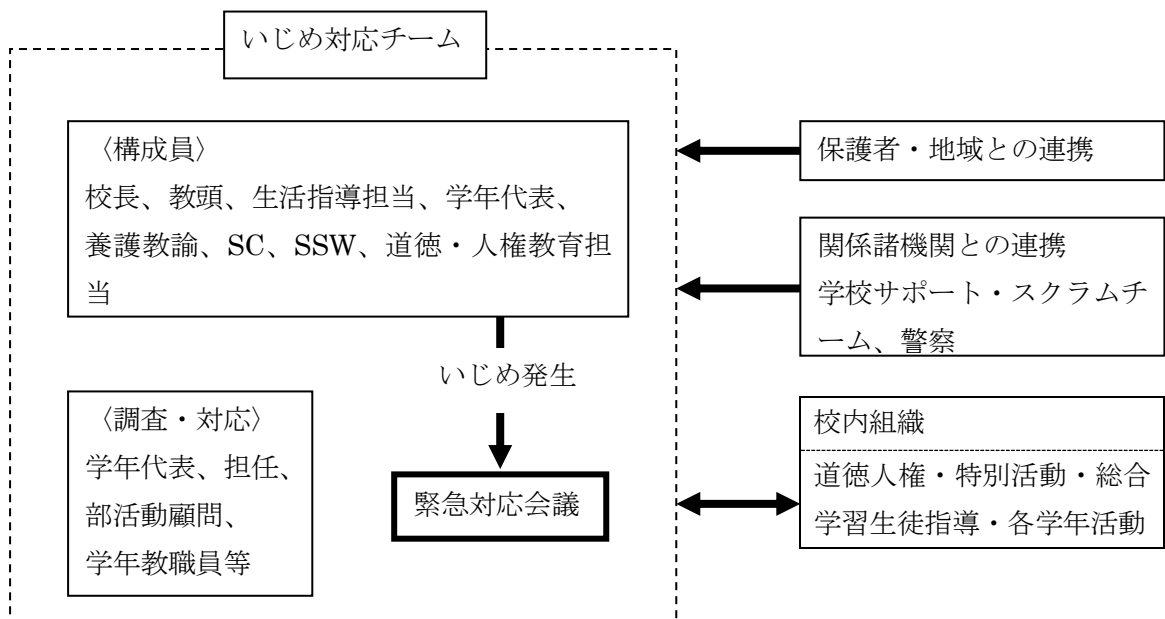 いじめ対応チーム
〈構成員〉
校長、教頭、生活指導担当、学年代表、
養護教諭、SC、SSW、道徳・人権教育担
当
いじめ発生
〈調査・対応〉
学年代表、担任、
部活動顧問、
学年教職員等
緊急対応会議
保護者・地域との連携
関係諸機関との連携
学校サポート・スクラムチ
ーム、警察
校内組織
道徳人権・特別活動・総合
学習生徒指導・各学年活動